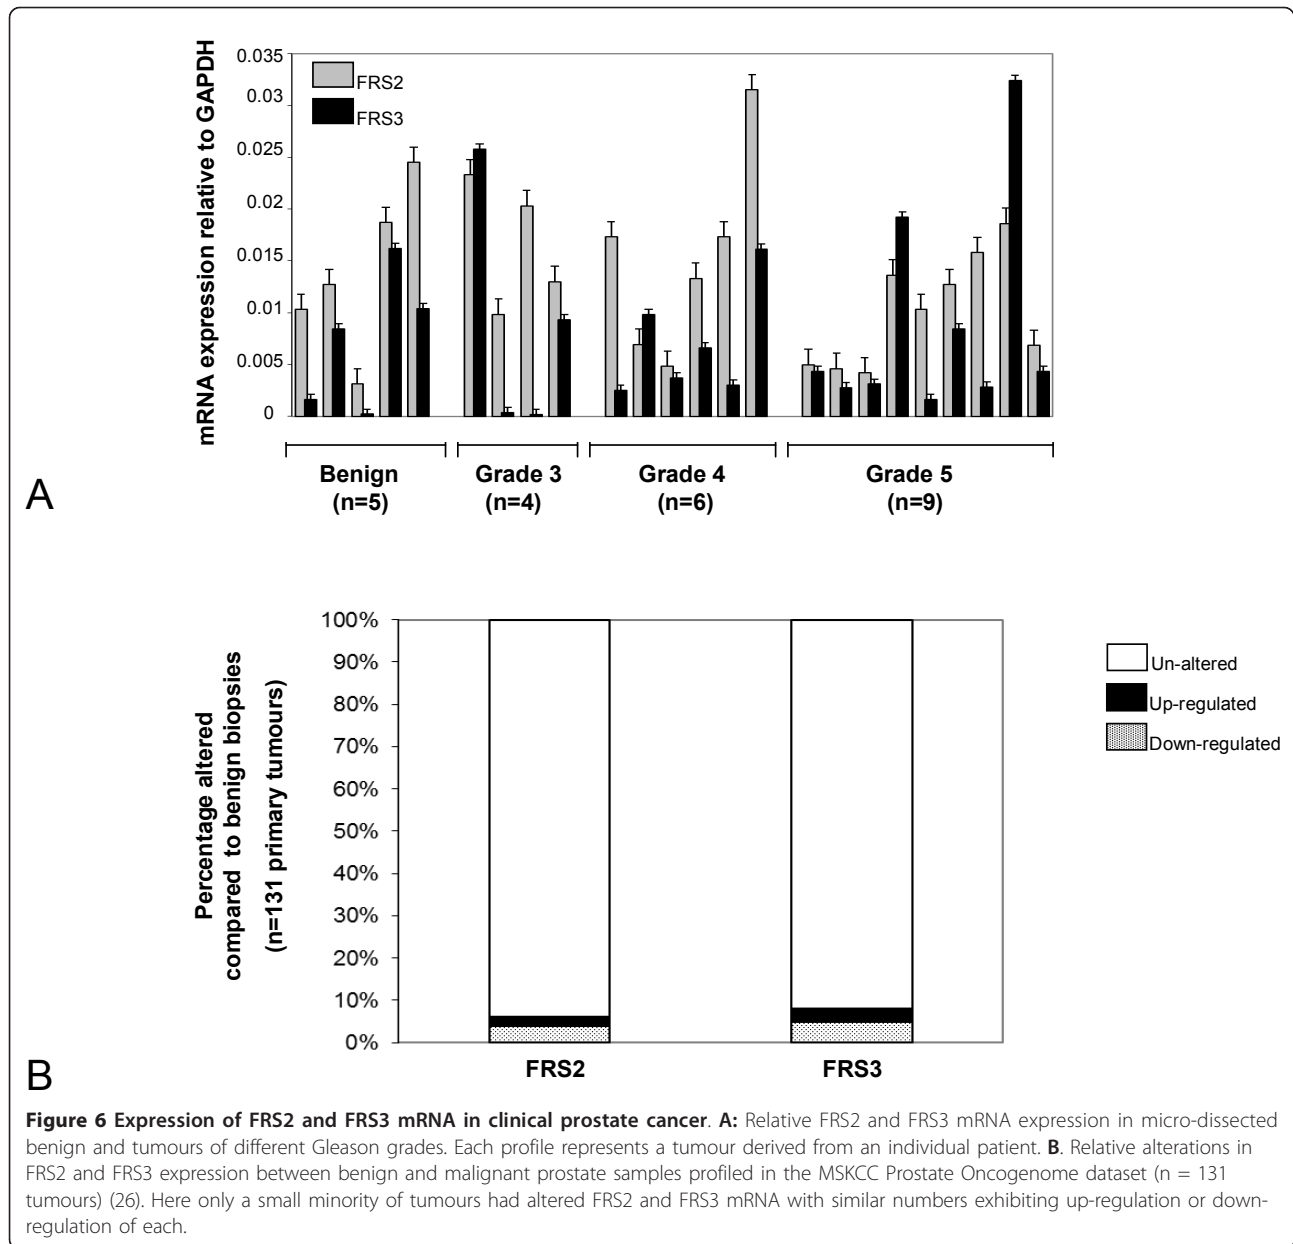 mRNA expression relative to GAPDH
0.035
0.03
0.025
0.02
0.015
0.01
0.005
0
FRS2
FRS3
Benign
(n=5)
Grade 3
(n=4)
Grade 4
(n=6)
Grade 5
(n=9)
A
Percentage altered
compared to benign biopsies
(n=131 primary tumours)
100%
90%
80%
70%
60%
50%
40%
30%
20%
10%
0%
FRS2
FRS3
Un-altered
Up-regulated
Down-regulated
B
Figure 6 Expression of FRS2 and FRS3 mRNA in clinical prostate cancer. A: Relative FRS2 and FRS3 mRNA expression in micro-dissected
benign and tumours of different Gleason grades. Each profile represents a tumour derived from an individual patient. B. Relative alterations in
FRS2 and FRS3 expression between benign and malignant prostate samples profiled in the MSKCC Prostate Oncogenome dataset (n = 131
tumours) (26). Here only a small minority of tumours had altered FRS2 and FRS3 mRNA with similar numbers exhibiting up-regulation or down-
regulation of each.